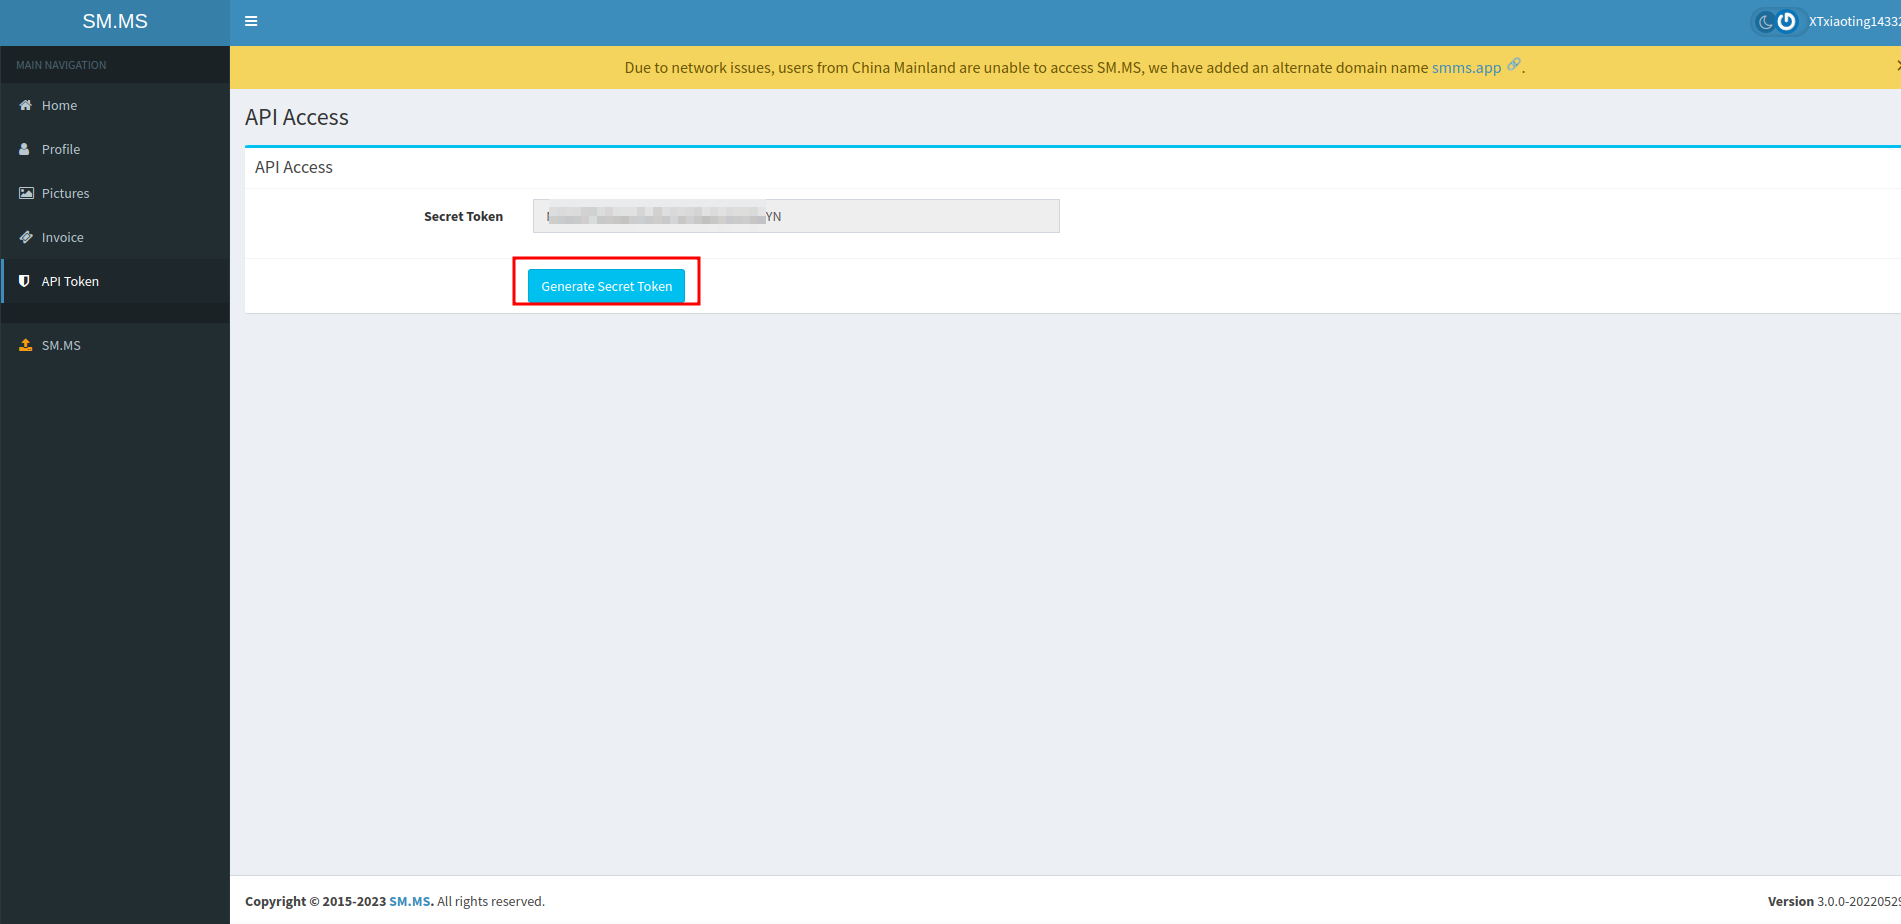 SM.MS
XTxiaoting1433
Due to network issues, users from China Mainland are unable to access SM.MS, we have added an alternate domain name smms.app.
MAIN NAVIGATION
Home
Profile
Pictures
Invoice
API Token
SM.MS
API Access
API Access
Secret Token
YN
Generate Secret Token
Copyright © 2015-2023 SM.MS. All rights reserved.
Version 3.0.0-2022052